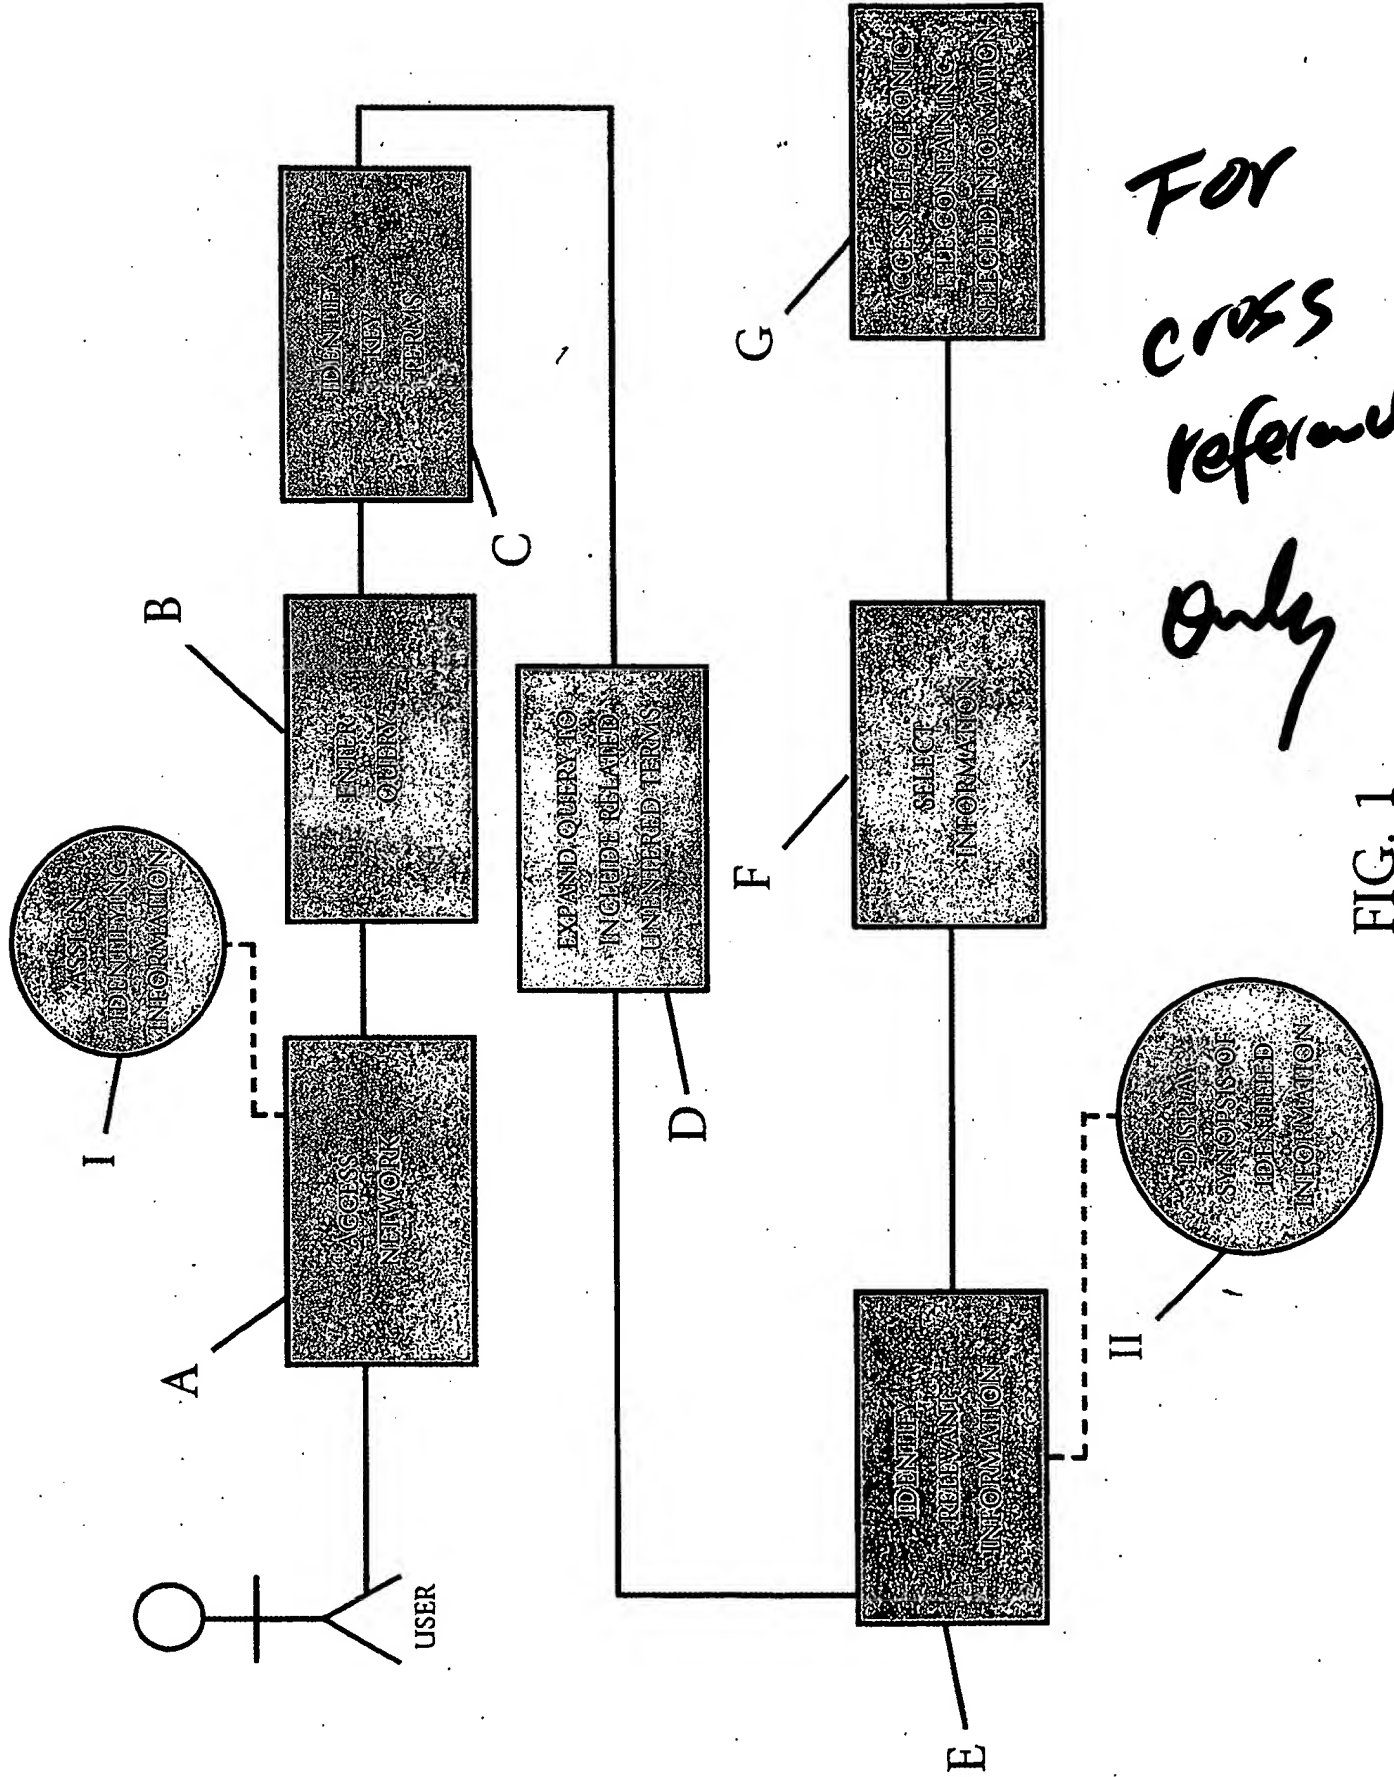 I
ASSIGN
IDENTIFYING
INFORMATION
USER
A
ACCESS
NETWORK
B
ENTER
QUERY
C
IDENTIFY
KEY
TERMS
D
EXPAND QUERY TO
INCLUDE RELATED
UNENTERED TERMS
E
IDENTIFY
RELEVANT
INFORMATION
F
SELECT
INFORMAITON
G
ACCESS ELECTRONIC
FILE CONTAINING
SELECTED INFORMATION
II
DISPLAY
SYNOPSIS OF
IDENTIFIED
INFORMATION
FIG. 1
For
cross
Only